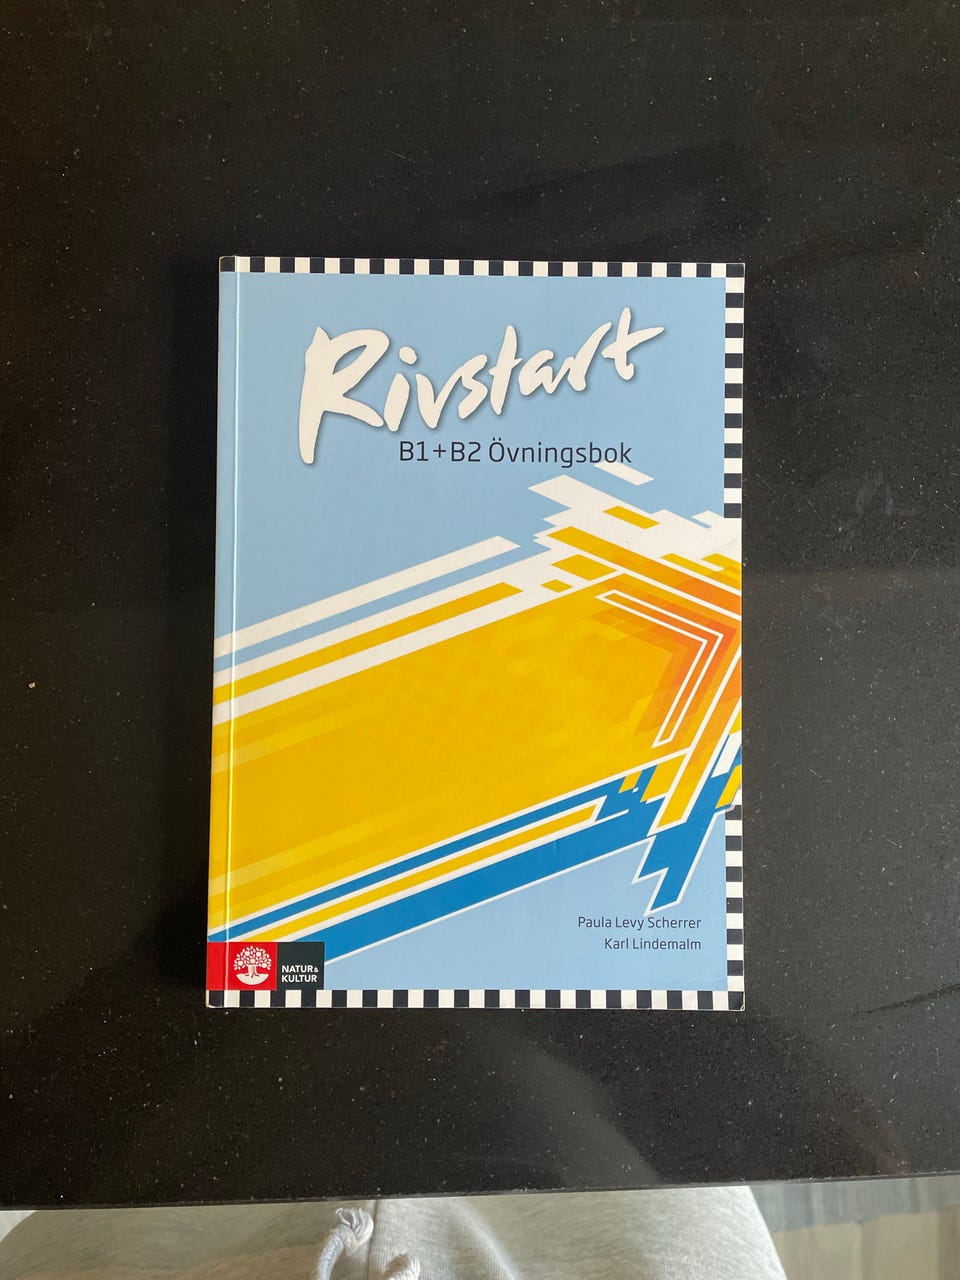 Rivstart
B1+B2 Övningsbok
Paula Levy Scherrer
Karl Lindemalm
NATUR&
KULTUR